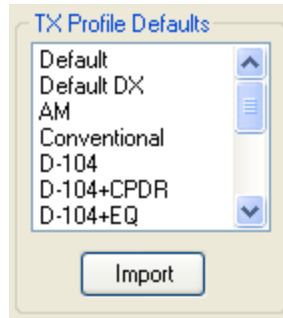 TX Profile Defaults
Default
Default DX
AM
Conventional
D-104
D-104+CPDR
D-104+EQ
Import